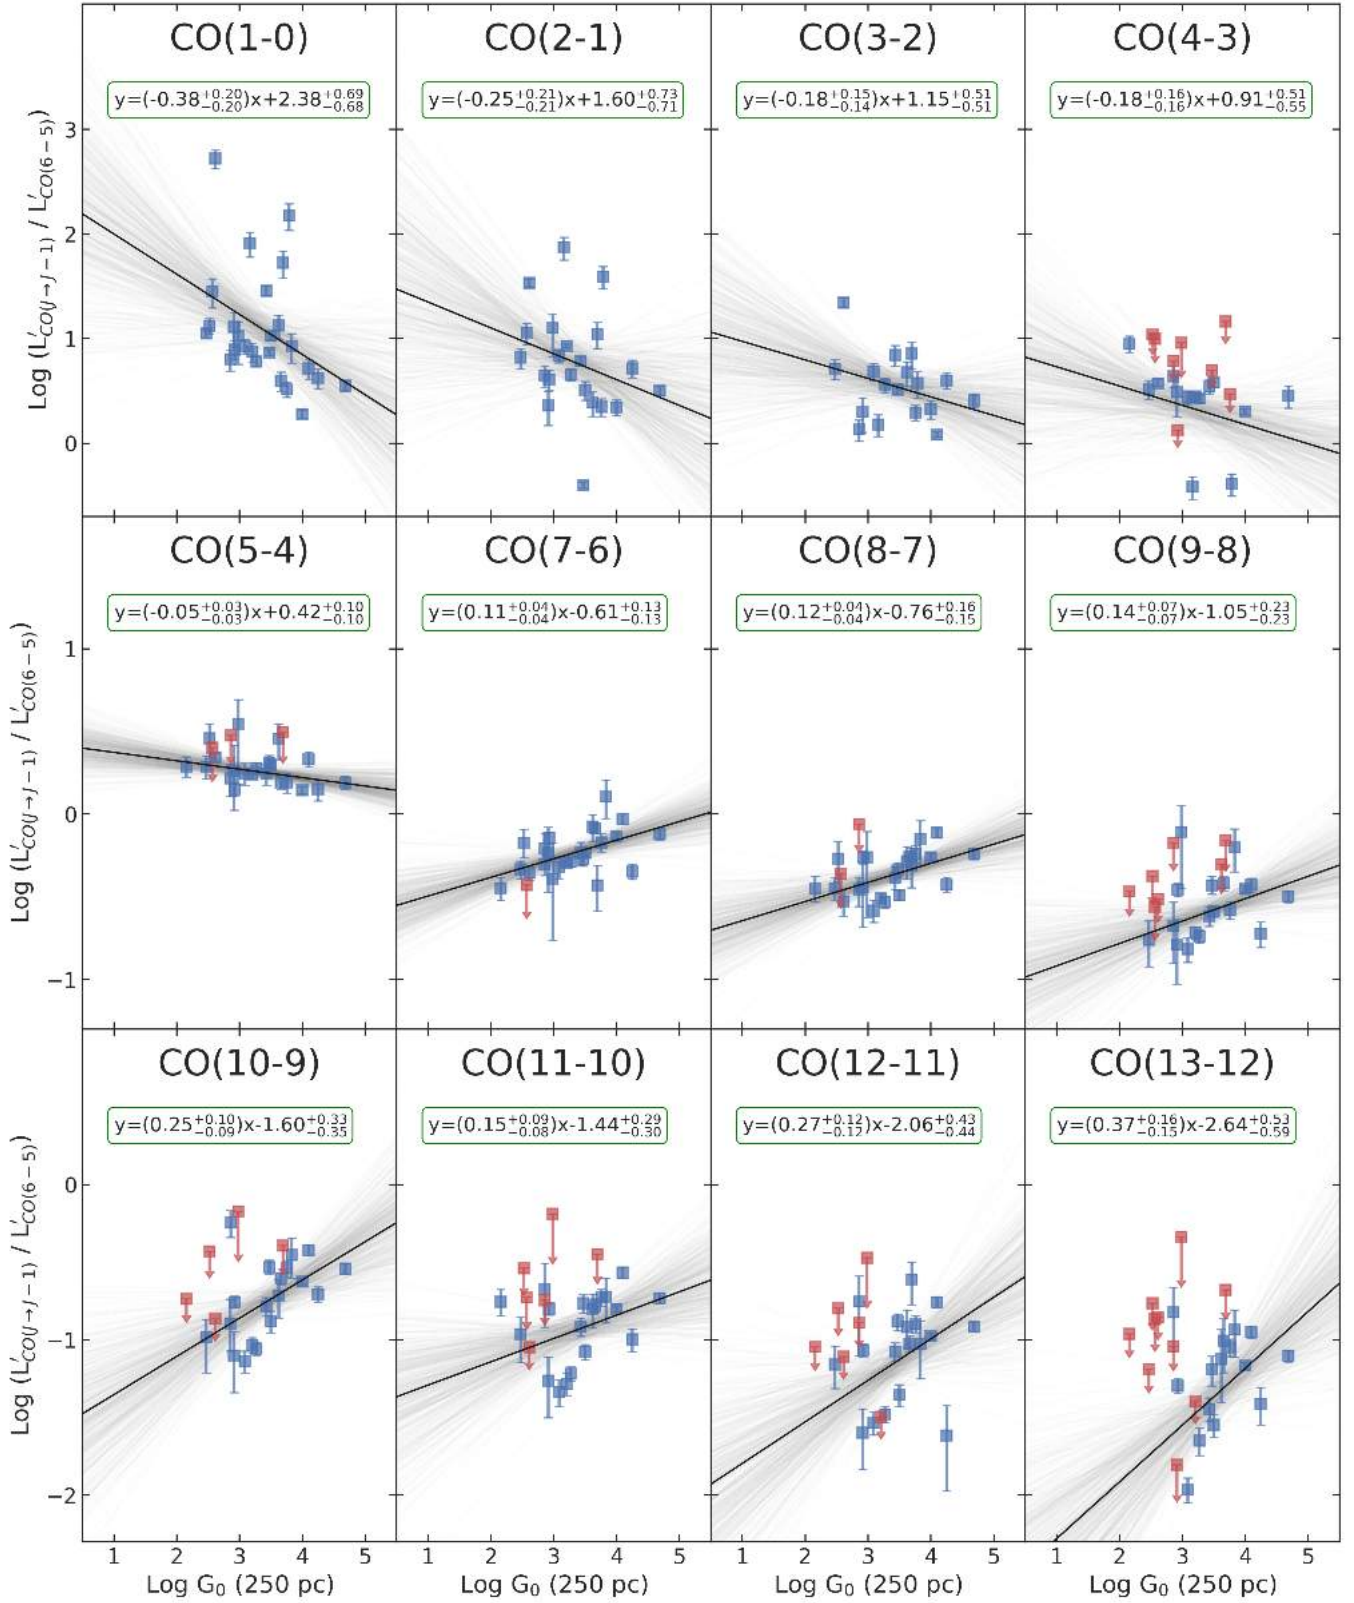 CO(1-0) CO(2-1) CO(3-2) CO(4-3)
y=(-0.38^{+0.20}_{-0.20})x+2.38^{+0.69}_{-0.68} y=(-0.25^{+0.21}_{-0.21})x+1.60^{+0.73}_{-0.71} y=(-0.18^{+0.15}_{-0.14})x+1.15^{+0.51}_{-0.51} y=(-0.18^{+0.16}_{-0.16})x+0.91^{+0.51}_{-0.55}
Log (L′_{CO(J→J−1)} / L′_{CO(6−5)})
3
2
1
0
CO(5-4) CO(7-6) CO(8-7) CO(9-8)
y=(-0.05^{+0.03}_{-0.03})x+0.42^{+0.10}_{-0.10} y=(0.11^{+0.04}_{-0.04})x-0.61^{+0.13}_{-0.13} y=(0.12^{+0.04}_{-0.04})x-0.76^{+0.16}_{-0.15} y=(0.14^{+0.07}_{-0.07})x-1.05^{+0.23}_{-0.23}
Log (L′_{CO(J→J−1)} / L′_{CO(6−5)})
1
0
−1
CO(10-9) CO(11-10) CO(12-11) CO(13-12)
y=(0.25^{+0.10}_{-0.09})x-1.60^{+0.33}_{-0.35} y=(0.15^{+0.09}_{-0.08})x-1.44^{+0.29}_{-0.30} y=(0.27^{+0.12}_{-0.12})x-2.06^{+0.43}_{-0.44} y=(0.37^{+0.16}_{-0.15})x-2.64^{+0.53}_{-0.59}
Log (L′_{CO(J→J−1)} / L′_{CO(6−5)})
0
−1
−2
1 2 3 4 5 1 2 3 4 5 1 2 3 4 5 1 2 3 4 5
Log G₀ (250 pc) Log G₀ (250 pc) Log G₀ (250 pc) Log G₀ (250 pc)